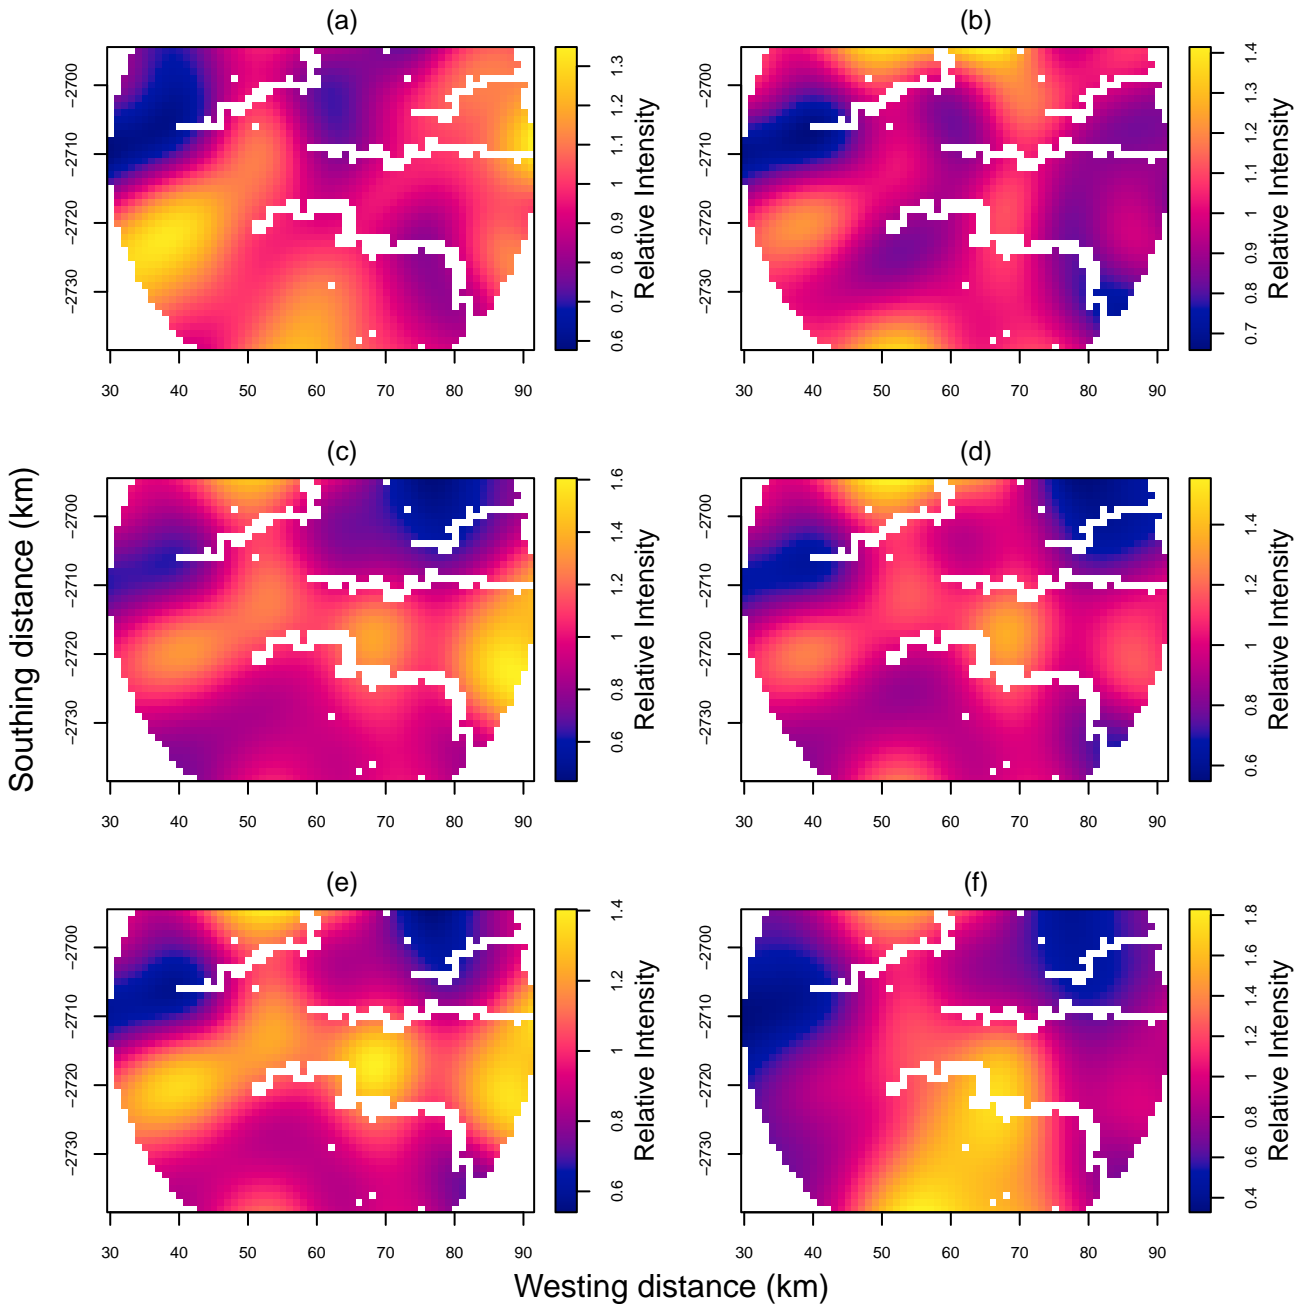 (a)
-2700
-2710
-2720
-2730
30 40 50 60 70 80 90
0.6 0.7 0.8 0.9 1 1.1 1.2 1.3
Relative Intensity
(b)
-2700
-2710
-2720
-2730
30 40 50 60 70 80 90
0.7 0.8 0.9 1 1.1 1.2 1.3 1.4
Relative Intensity
(c)
-2700
-2710
-2720
-2730
30 40 50 60 70 80 90
0.6 0.8 1 1.2 1.4 1.6
Relative Intensity
(d)
-2700
-2710
-2720
-2730
30 40 50 60 70 80 90
0.6 0.8 1 1.2 1.4
Relative Intensity
Southing distance (km)
(e)
-2700
-2710
-2720
-2730
30 40 50 60 70 80 90
0.6 0.8 1 1.2 1.4
Relative Intensity
(f)
-2700
-2710
-2720
-2730
30 40 50 60 70 80 90
0.4 0.6 0.8 1 1.2 1.4 1.6 1.8
Relative Intensity
Westing distance (km)